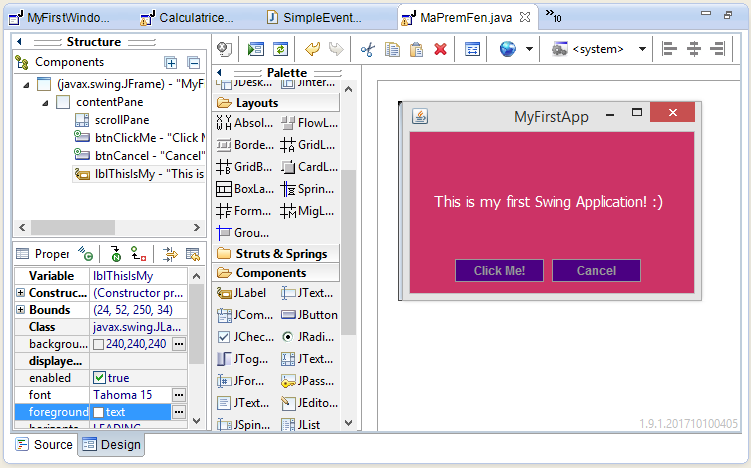 MyFirstWindo...
Calculatrice...
SimpleEvent...
MaPremFen.java
»10
Structure
Components
(javax.swing.JFrame) - "MyF
contentPane
scrollPane
btnClickMe - "Click M
btnCancel - "Cancel"
lblThisIsMy - "This is
Proper
Variable lblThisIsMy
Construc... (Constructor pr...
Bounds (24, 52, 250, 34)
Class javax.swing.JLa...
backgrou... 240,240,240 ...
displaye...
enabled true
font Tahoma 15 ...
foreground text ...
horizonta LEADING
Source
Design
Palette
JDesk... JInter...
Layouts
Absol... FlowL...
Borde... GridL...
GridB... CardL...
BoxLa... Sprin...
Form... MigL...
Grou...
Struts & Springs
Components
JLabel JText...
JCom... JButton
JChec... JRadi...
JTog... JText...
JFor... JPass...
JText... JEdito...
JSpin... JList
<system>
MyFirstApp
This is my first Swing Application! :)
Click Me!
Cancel
1.9.1.201710100405